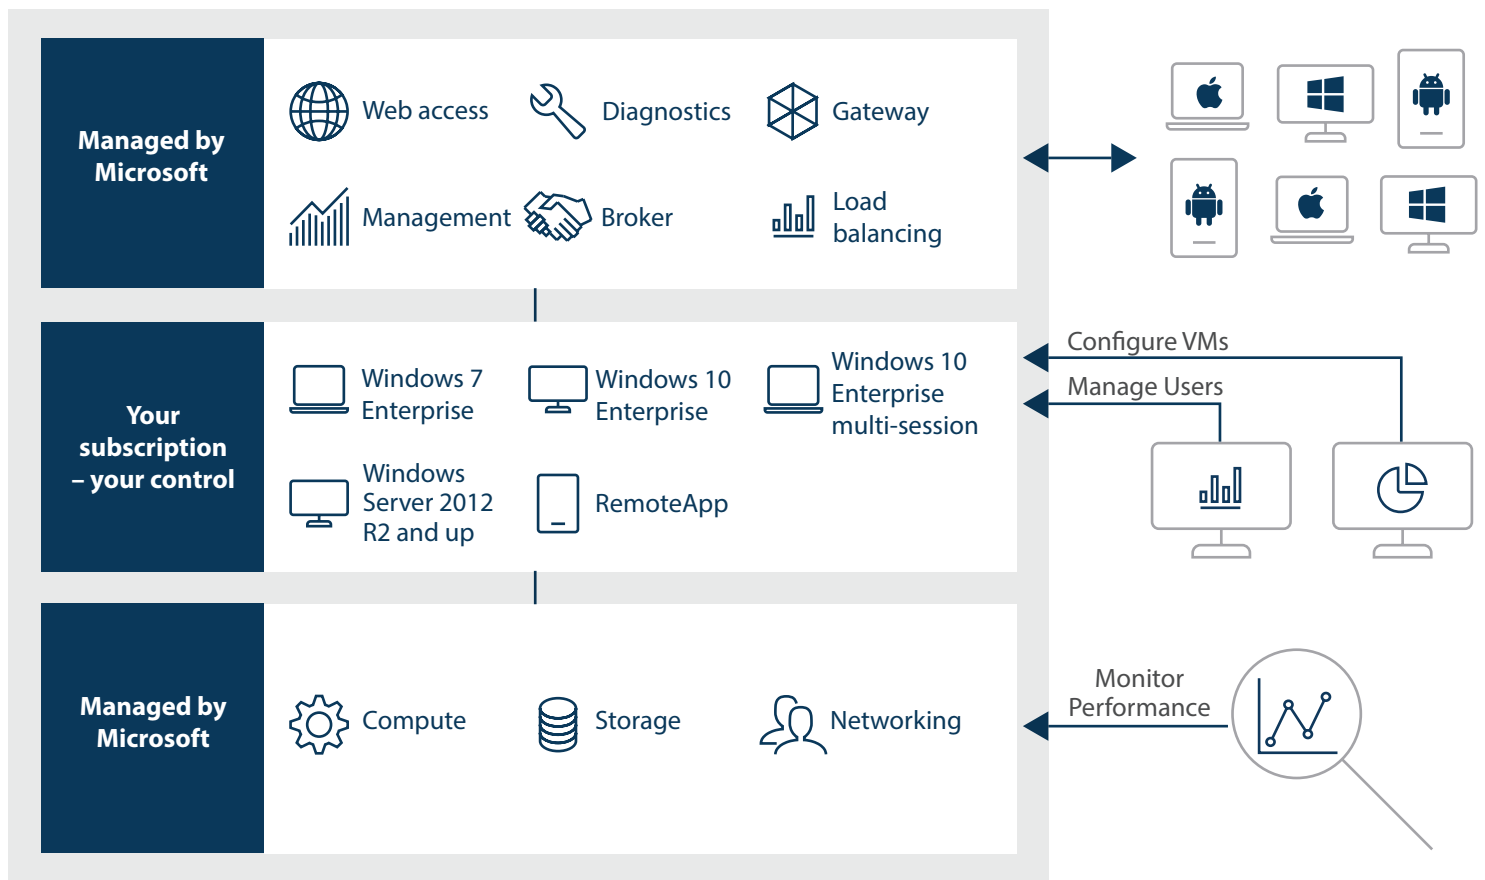 Managed by
Microsoft
Web access
Diagnostics
Gateway
Management
Broker
Load
balancing
Your
subscription
– your control
Windows 7
Enterprise
Windows 10
Enterprise
Windows 10
Enterprise
multi-session
Windows
Server 2012
R2 and up
RemoteApp
Configure VMs
Manage Users
Managed by
Microsoft
Compute
Storage
Networking
Monitor
Performance